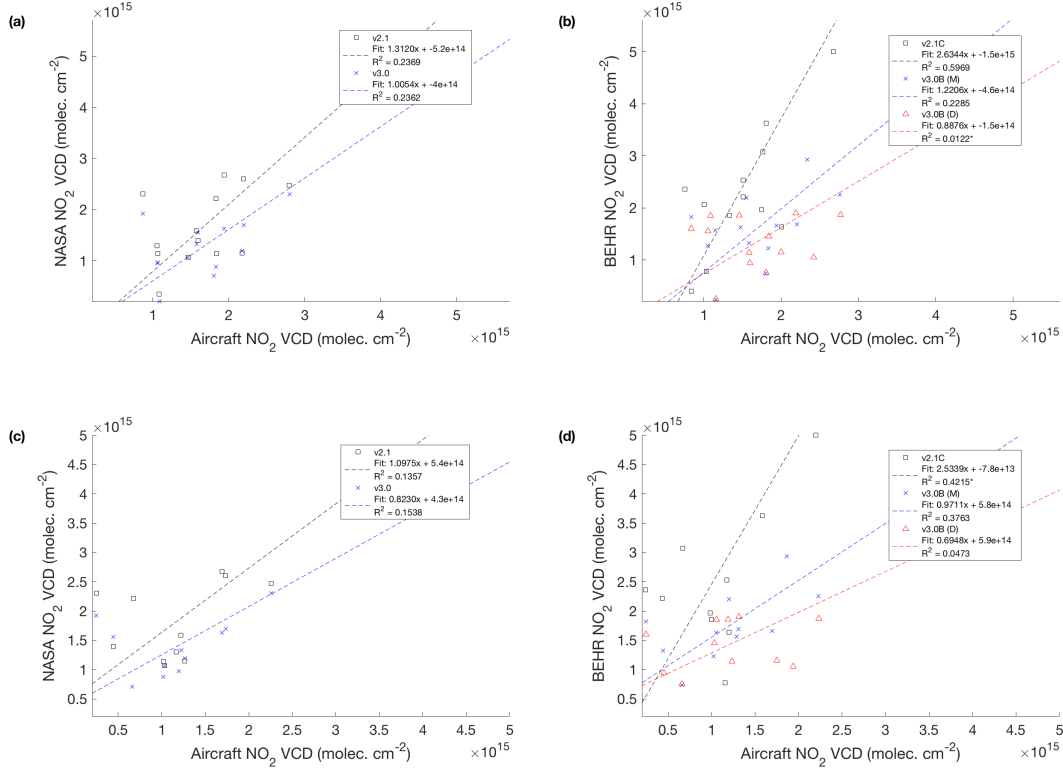 (a)
×10^15
5
4
3
2
1
NASA NO₂ VCD (molec. cm⁻²)
1
2
3
4
5
×10^15
Aircraft NO₂ VCD (molec. cm⁻²)
v2.1
Fit: 1.3120x + -5.2e+14
R² = 0.2369
v3.0
Fit: 1.0054x + -4e+14
R² = 0.2362
(b)
×10^15
5
4
3
2
1
BEHR NO₂ VCD (molec. cm⁻²)
1
2
3
4
5
×10^15
Aircraft NO₂ VCD (molec. cm⁻²)
v2.1C
Fit: 2.6344x + -1.5e+15
R² = 0.5969
v3.0B (M)
Fit: 1.2206x + -4.6e+14
R² = 0.2285
v3.0B (D)
Fit: 0.8876x + -1.5e+14
R² = 0.0122*
(c)
×10^15
5
4.5
4
3.5
3
2.5
2
1.5
1
0.5
NASA NO₂ VCD (molec. cm⁻²)
0.5
1
1.5
2
2.5
3
3.5
4
4.5
5
×10^15
Aircraft NO₂ VCD (molec. cm⁻²)
v2.1
Fit: 1.0975x + 5.4e+14
R² = 0.1357
v3.0
Fit: 0.8230x + 4.3e+14
R² = 0.1538
(d)
×10^15
5
4.5
4
3.5
3
2.5
2
1.5
1
0.5
BEHR NO₂ VCD (molec. cm⁻²)
0.5
1
1.5
2
2.5
3
3.5
4
4.5
5
×10^15
Aircraft NO₂ VCD (molec. cm⁻²)
v2.1C
Fit: 2.5339x + -7.8e+13
R² = 0.4215*
v3.0B (M)
Fit: 0.9711x + 5.8e+14
R² = 0.3763
v3.0B (D)
Fit: 0.6948x + 5.9e+14
R² = 0.0473